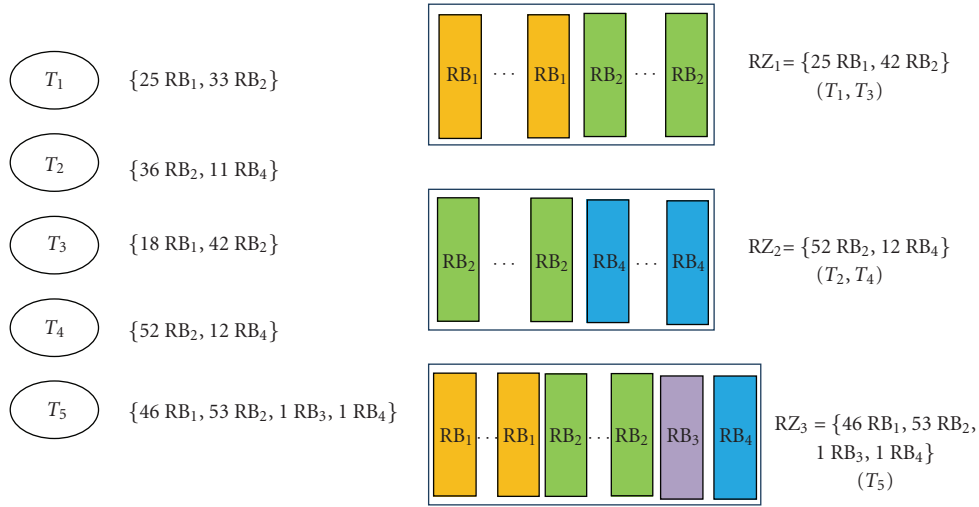 T₁ {25 RB₁, 33 RB₂}
T₂ {36 RB₂, 11 RB₄}
T₃ {18 RB₁, 42 RB₂}
T₄ {52 RB₂, 12 RB₄}
T₅ {46 RB₁, 53 RB₂, 1 RB₃, 1 RB₄}
RB₁ ··· RB₁ RB₂ ··· RB₂
RZ₁= {25 RB₁, 42 RB₂}
(T₁, T₃)
RB₂ ··· RB₂ RB₄ ··· RB₄
RZ₂= {52 RB₂, 12 RB₄}
(T₂, T₄)
RB₁ ··· RB₁ RB₂ ··· RB₂ RB₃ RB₄
RZ₃ = {46 RB₁, 53 RB₂,
1 RB₃, 1 RB₄}
(T₅)